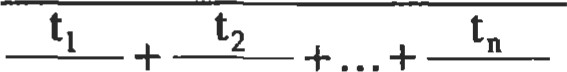 t₁ t₂ tₙ
+ + ... +